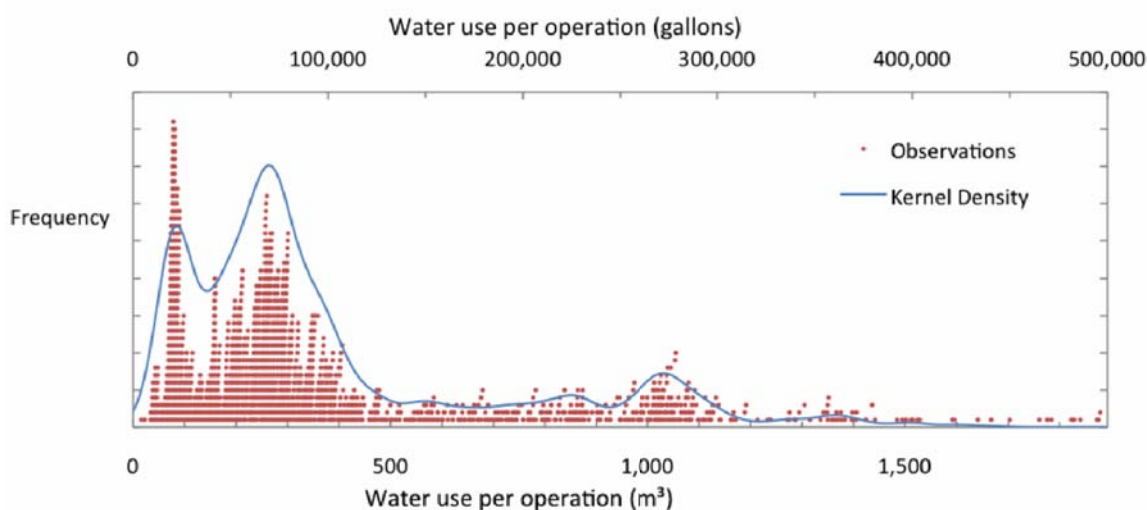 Water use per operation (gallons)
0 100,000 200,000 300,000 400,000 500,000
Observations
Kernel Density
Frequency
0 500 1,000 1,500
Water use per operation (m³)